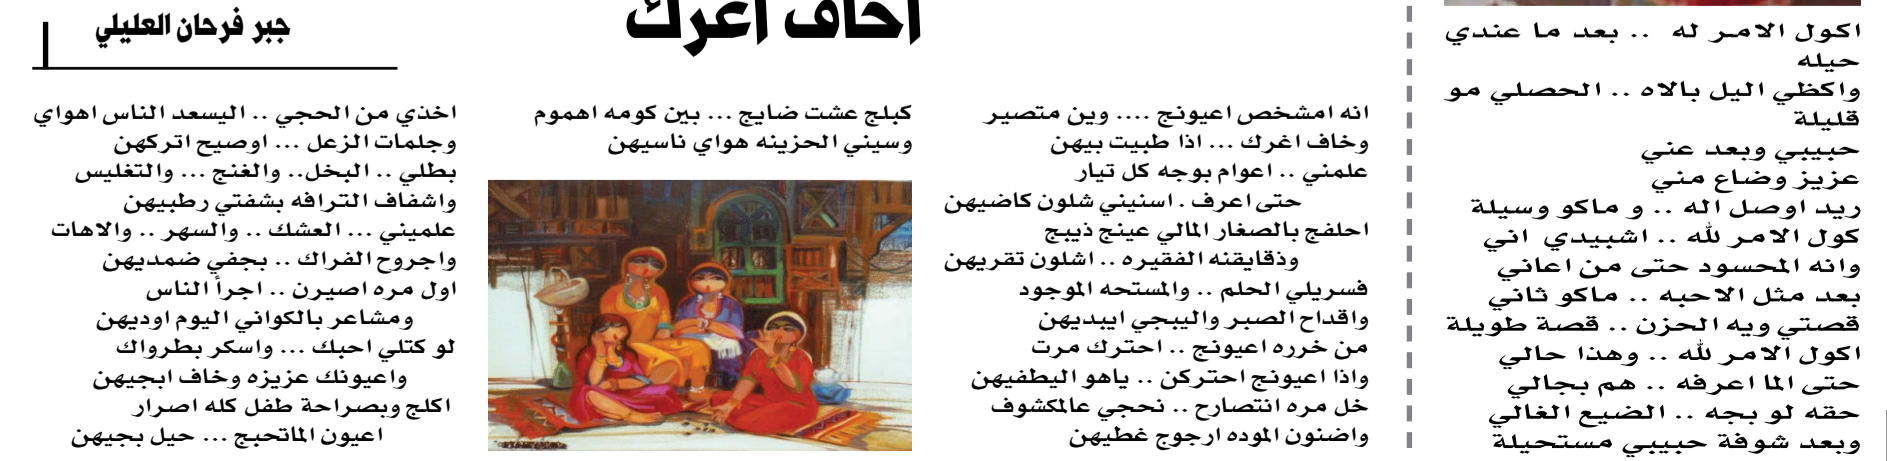 اكول الامر له .. بعد ما عندي
حيله
واكظي اليل بالاه .. الحصلي مو
قليلة
حبيبي وبعد عني
عزيز وضاع مني
ريد اوصل اله .. و ماكو وسيلة
كول الامر لله .. اشبيدي اني
وانه المحسود حتى من اعاني
بعد مثل الاحبه .. ماكو ثاني
قصتي ويه الحزن .. قصة طويلة
اكول الامر لله .. وهذا حالي
حتى الما اعرفه .. هم بجالي
حقه لو بجه .. الضيع الغالي
وبعد شوفة حبيبي مستحيلة
اخاف اغرك
جبر فرحان العليلي
انه امشخص اعيونج .... وين متصير
وخاف اغرك ... اذا طبيت بيهن
علمني .. اعوام بوجه كل تيار
حتى اعرف . اسنيني شلون كاضيهن
احلفج بالصغار المالي عينج ذيبج
وذقايقنه الفقيره .. اشلون تقريهن
فسريلي الحلم .. والمستحه الموجود
واقداح الصبر واليبجي ايبديهن
من خرره اعيونج .. احترك مرت
واذا اعيونج احتركن .. ياهو اليطفيهن
خل مره انتصارح .. نحجي عالمكشوف
واضنون الموده ارجوج غطيهن
كبلج عشت ضايج ... بين كومه اهموم
وسيني الحزينه هواي ناسيهن
اخذي من الحجي .. اليسعد الناس اهواي
وجلمات الزعل ... اوصيح اتركهن
بطلي .. البخل.. والغنج ... والتغليس
واشفاف الترافه بشفتي رطبيهن
علميني ... العشك .. والسهر .. والاهات
واجروح الفراك .. بجفي ضمديهن
اول مره اصيرن .. اجرأ الناس
ومشاعر بالكواني اليوم اوديهن
لو كتلي احبك ... واسكر بطرواك
واعيونك عزيزه وخاف ابجيهن
اكلج وبصراحة طفل كله اصرار
اعيون الماتحبج ... حيل بجيهن